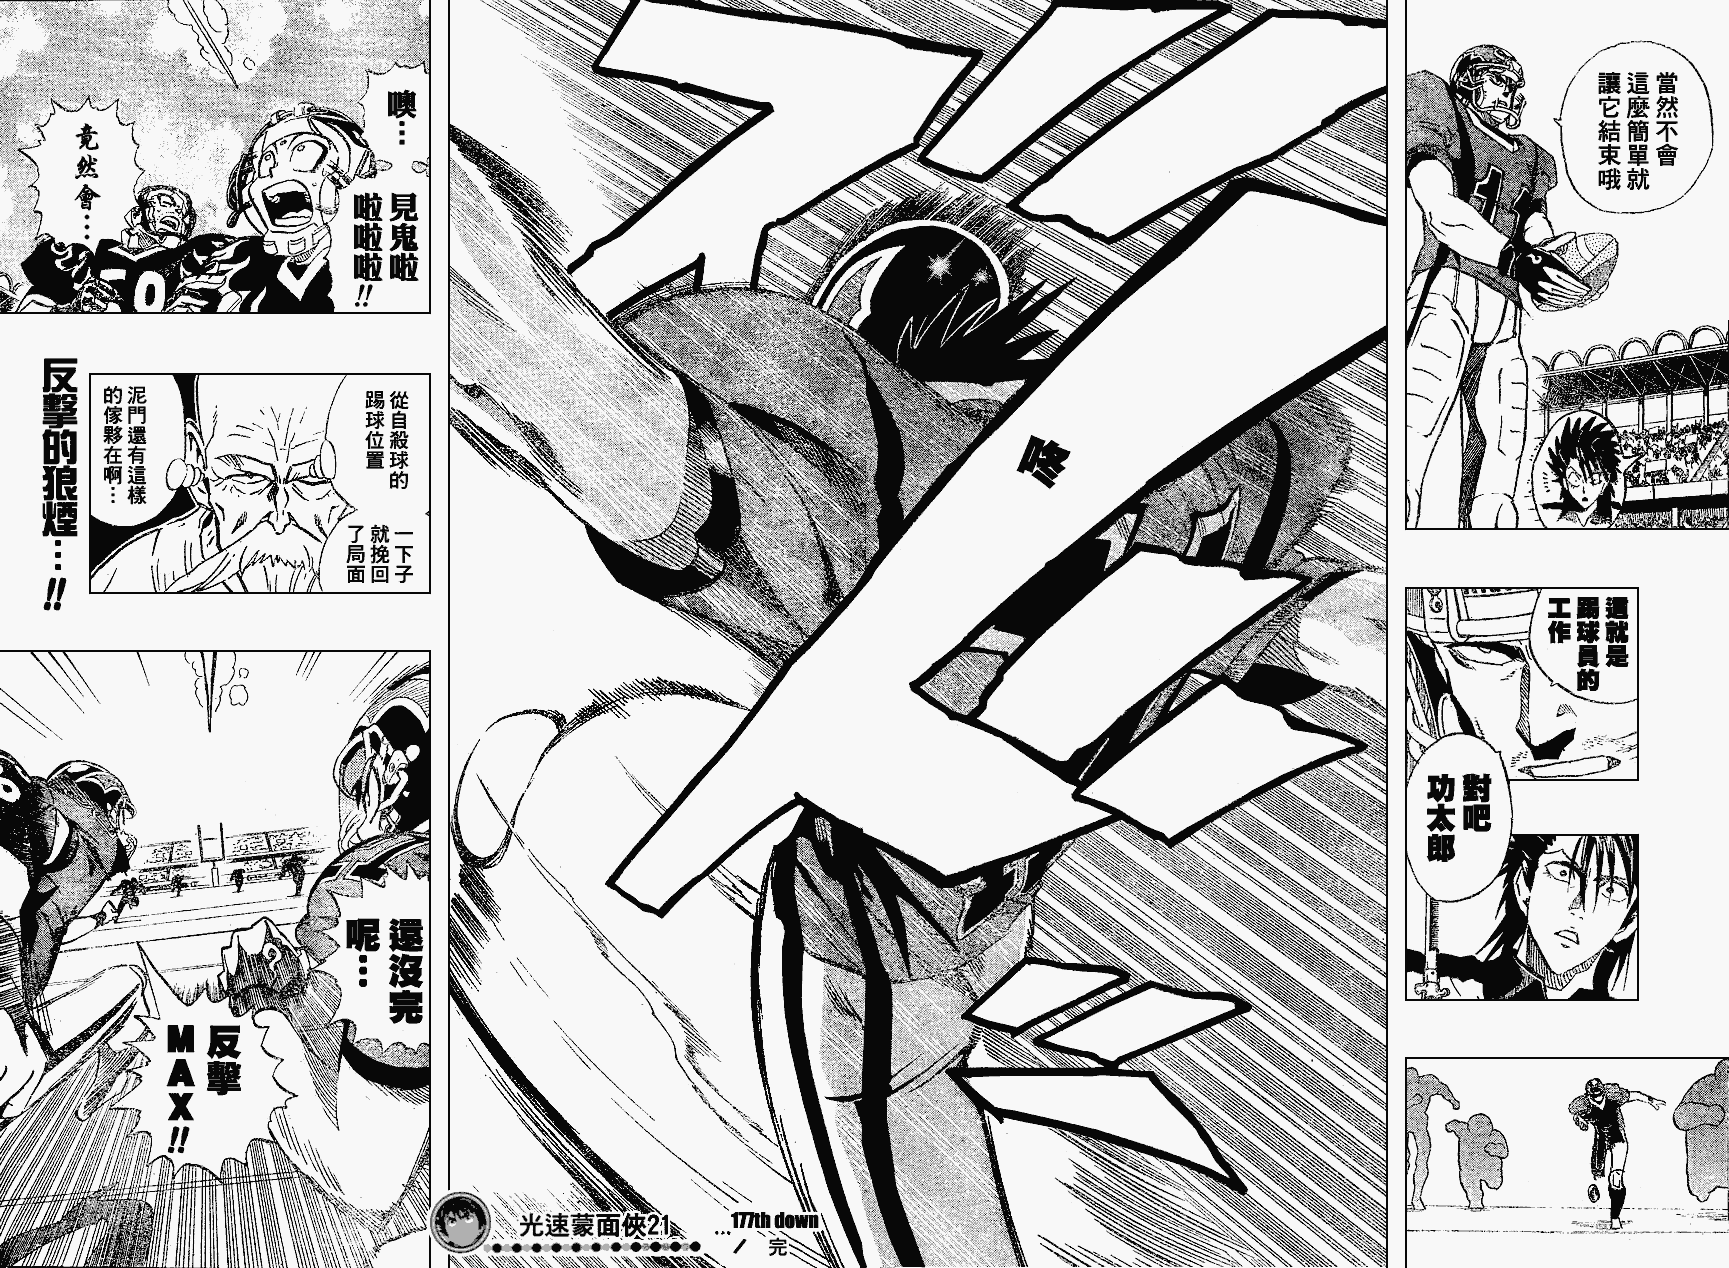 當然不會
這麼簡單就
讓它結束哦
這就是
踢球員的
工作
對吧
功太郎
噢…
見鬼啦
啦啦啦!!
竟然會…
從自殺球的
踢球位置
一下子
就挽回
了局面
泥門還有這樣
的傢夥在啊…
反擊的狼煙…!!
還沒完
呢…
反擊
MAX!!
光速蒙面俠21
177th down
完